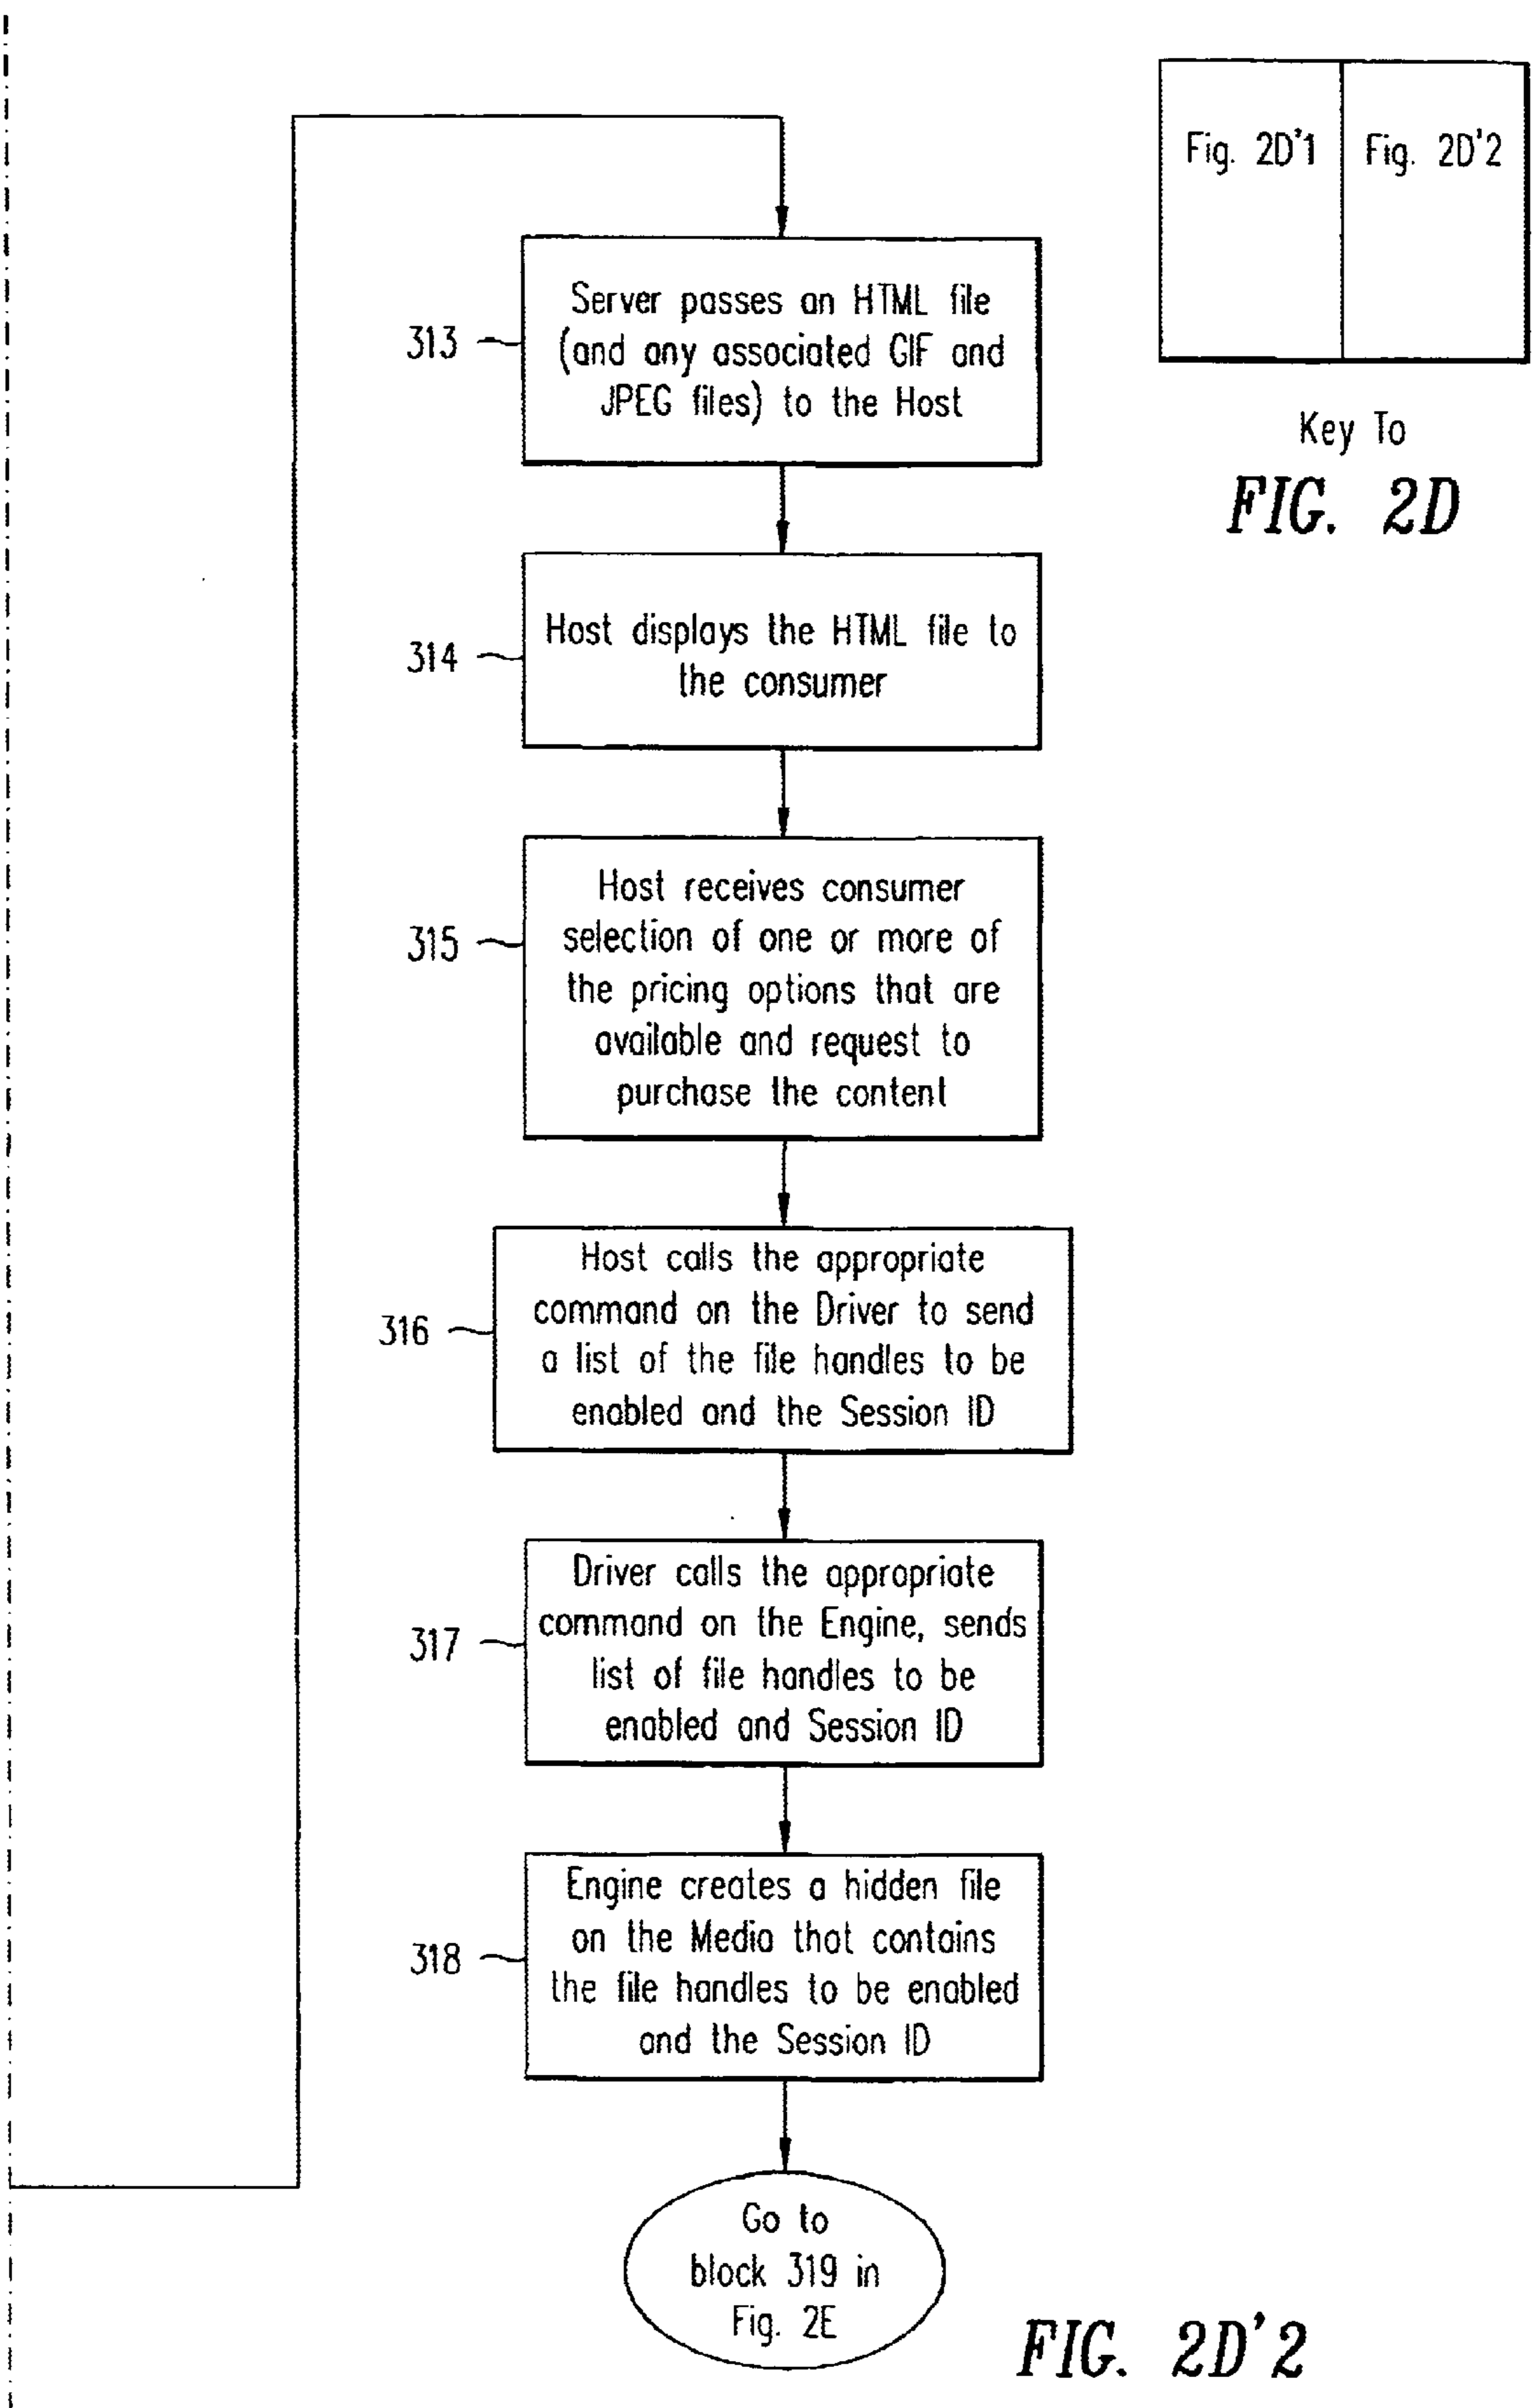 Fig. 2D'1
Fig. 2D'2
Key To
FIG. 2D
313
Server passes an HTML file
(and any associated GIF and
JPEG files) to the Host
314
Host displays the HTML file to
the consumer
315
Host receives consumer
selection of one or more of
the pricing options that are
available and request to
purchase the content
316
Host calls the appropriate
command on the Driver to send
a list of the file handles to be
enabled and the Session ID
317
Driver calls the appropriate
command on the Engine, sends
list of file handles to be
enabled and Session ID
318
Engine creates a hidden file
on the Media that contains
the file handles to be enabled
and the Session ID
Go to
block 319 in
Fig. 2E
FIG. 2D'2